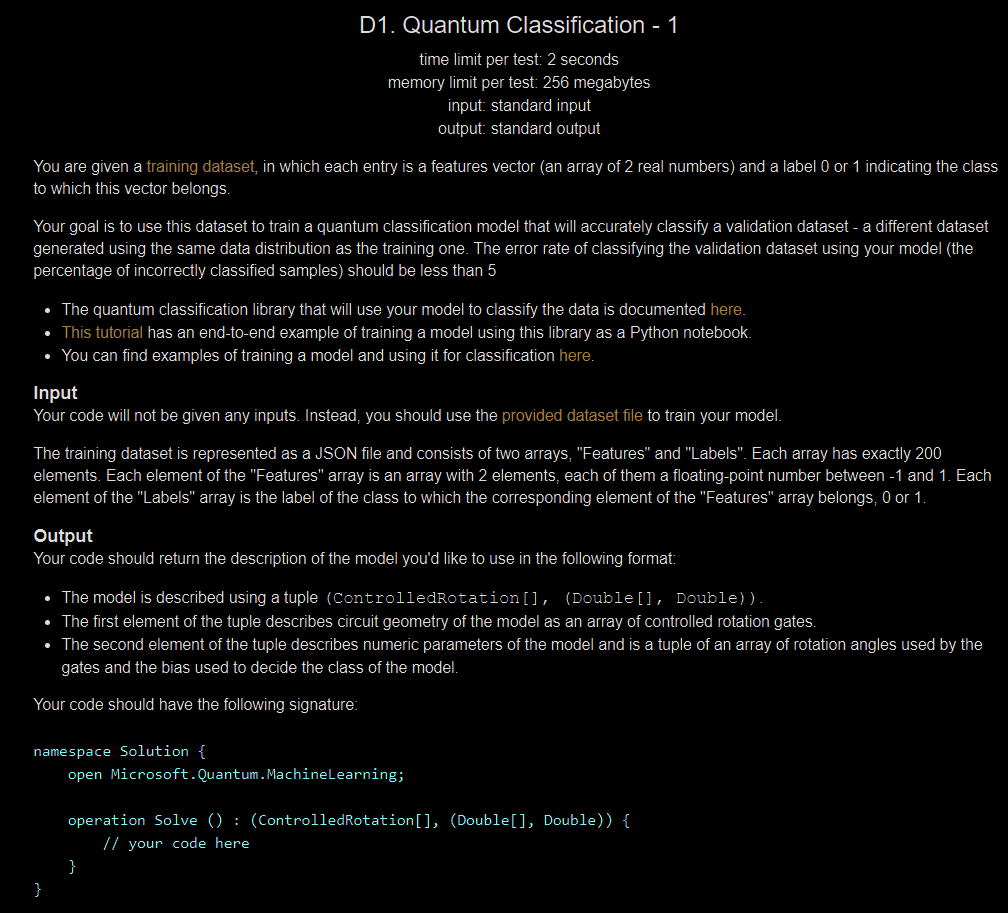 D1. Quantum Classification - 1
time limit per test: 2 seconds
memory limit per test: 256 megabytes
input: standard input
output: standard output
You are given a training dataset, in which each entry is a features vector (an array of 2 real numbers) and a label 0 or 1 indicating the class
to which this vector belongs.
Your goal is to use this dataset to train a quantum classification model that will accurately classify a validation dataset - a different dataset
generated using the same data distribution as the training one. The error rate of classifying the validation dataset using your model (the
percentage of incorrectly classified samples) should be less than 5
• The quantum classification library that will use your model to classify the data is documented here.
• This tutorial has an end-to-end example of training a model using this library as a Python notebook.
• You can find examples of training a model and using it for classification here.
Input
Your code will not be given any inputs. Instead, you should use the provided dataset file to train your model.
The training dataset is represented as a JSON file and consists of two arrays, "Features" and "Labels". Each array has exactly 200
elements. Each element of the "Features" array is an array with 2 elements, each of them a floating-point number between -1 and 1. Each
element of the "Labels" array is the label of the class to which the corresponding element of the "Features" array belongs, 0 or 1.
Output
Your code should return the description of the model you'd like to use in the following format:
• The model is described using a tuple (ControlledRotation[], (Double[], Double)).
• The first element of the tuple describes circuit geometry of the model as an array of controlled rotation gates.
• The second element of the tuple describes numeric parameters of the model and is a tuple of an array of rotation angles used by the
gates and the bias used to decide the class of the model.
Your code should have the following signature:
namespace Solution {
    open Microsoft.Quantum.MachineLearning;
    operation Solve () : (ControlledRotation[], (Double[], Double)) {
        // your code here
    }
}